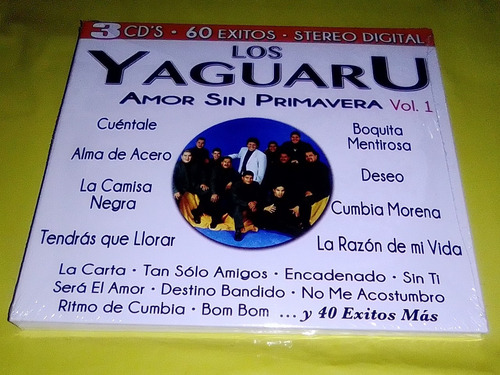 3 CD'S • 60 EXITOS • STEREO DIGITAL
LOS
YAGUARU
AMOR SIN PRIMAVERA Vol. 1
Cuéntale
Alma de Acero
La Camisa
Negra
Tendrás que Llorar
Boquita
Mentirosa
Deseo
Cumbia Morena
La Razón de mi Vida
La Carta • Tan Sólo Amigos • Encadenado • Sin Ti
Será El Amor • Destino Bandido • No Me Acostumbro
Ritmo de Cumbia • Bom Bom ... y 40 Exitos Más